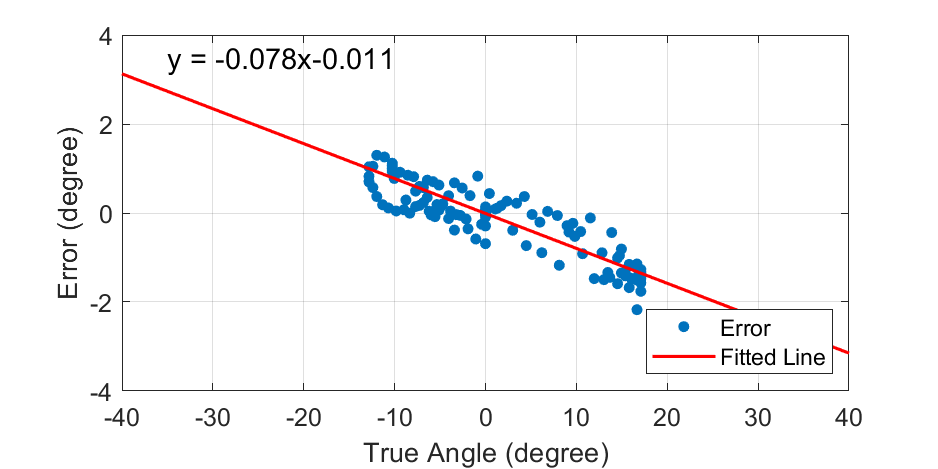 y = -0.078x-0.011
4
2
0
-2
-4
Error (degree)
-40
-30
-20
-10
0
10
20
30
40
True Angle (degree)
Error
Fitted Line